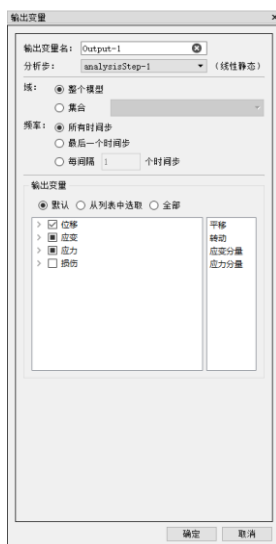 输出变量
输出变量名: Output-1
分析步: analysisStep-1 (线性静态)
域: 整个模型
集合
频率: 所有时间步
最后一个时间步
每间隔 1 个时间步
输出变量
默认 从列表中选取 全部
位移
应变
应力
损伤
平移
转动
应变分量
应力分量
确定 取消